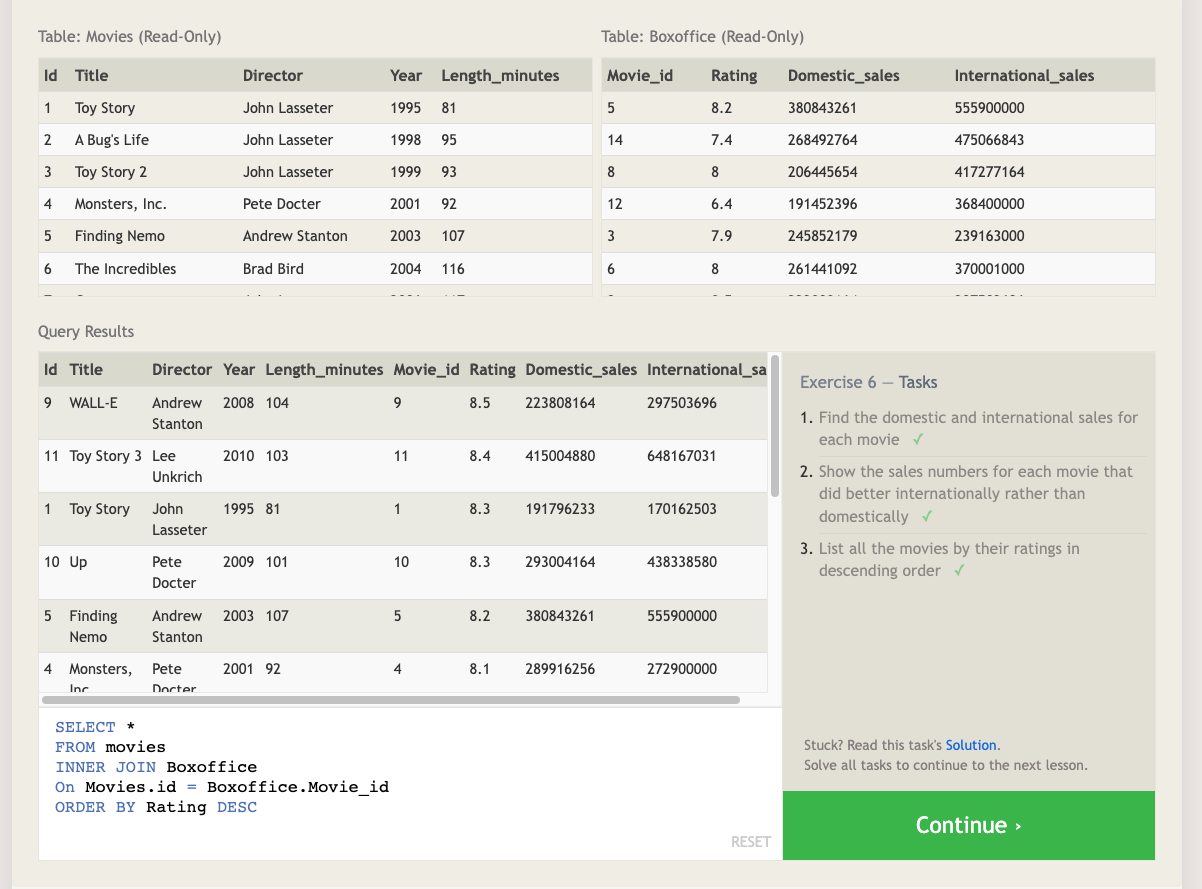 Table: Movies (Read-Only)
Id Title Director Year Length_minutes
1 Toy Story John Lasseter 1995 81
2 A Bug's Life John Lasseter 1998 95
3 Toy Story 2 John Lasseter 1999 93
4 Monsters, Inc. Pete Docter 2001 92
5 Finding Nemo Andrew Stanton 2003 107
6 The Incredibles Brad Bird 2004 116
Table: Boxoffice (Read-Only)
Movie_id Rating Domestic_sales International_sales
5 8.2 380843261 555900000
14 7.4 268492764 475066843
8 8 206445654 417277164
12 6.4 191452396 368400000
3 7.9 245852179 239163000
6 8 261441092 370001000
Query Results
Id Title Director Year Length_minutes Movie_id Rating Domestic_sales International_sa
9 WALL-E Andrew 2008 104 9 8.5 223808164 297503696
Stanton
11 Toy Story 3 Lee 2010 103 11 8.4 415004880 648167031
Unkrich
1 Toy Story John 1995 81 1 8.3 191796233 170162503
Lasseter
10 Up Pete 2009 101 10 8.3 293004164 438338580
Docter
5 Finding Andrew 2003 107 5 8.2 380843261 555900000
Nemo Stanton
4 Monsters, Pete 2001 92 4 8.1 289916256 272900000
Inc. Docter
SELECT *
FROM movies
INNER JOIN Boxoffice
On Movies.id = Boxoffice.Movie_id
ORDER BY Rating DESC
RESET
Exercise 6 — Tasks
1. Find the domestic and international sales for
each movie ✓
2. Show the sales numbers for each movie that
did better internationally rather than
domestically ✓
3. List all the movies by their ratings in
descending order ✓
Stuck? Read this task's Solution.
Solve all tasks to continue to the next lesson.
Continue ›